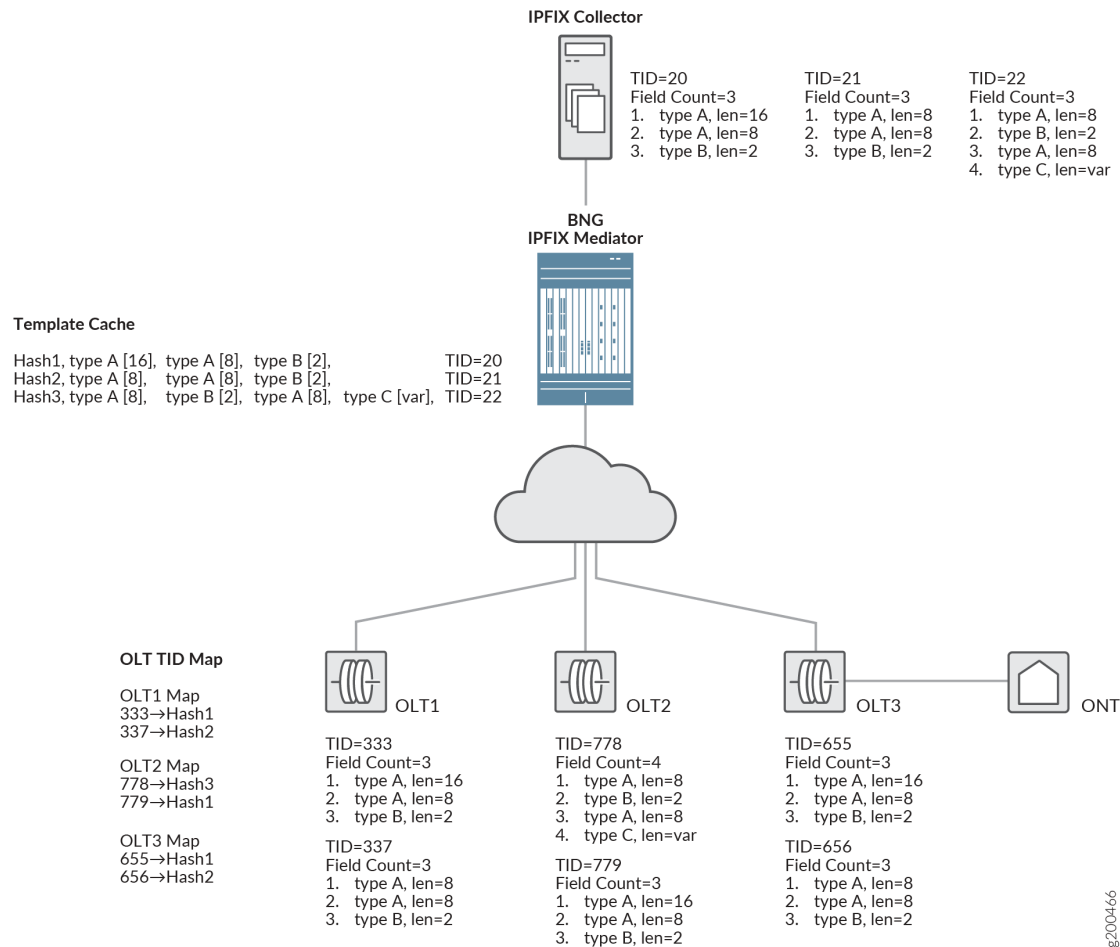 IPFIX Collector
TID=20
Field Count=3
1. type A, len=16
2. type A, len=8
3. type B, len=2
TID=21
Field Count=3
1. type A, len=8
2. type A, len=8
3. type B, len=2
TID=22
Field Count=3
1. type A, len=8
2. type B, len=2
3. type A, len=8
4. type C, len=var
BNG
IPFIX Mediator
Template Cache
Hash1, type A [16], type A [8], type B [2], TID=20
Hash2, type A [8], type A [8], type B [2], TID=21
Hash3, type A [8], type B [2], type A [8], type C [var], TID=22
OLT TID Map
OLT1 Map
333→Hash1
337→Hash2
OLT2 Map
778→Hash3
779→Hash1
OLT3 Map
655→Hash1
656→Hash2
OLT1
TID=333
Field Count=3
1. type A, len=16
2. type A, len=8
3. type B, len=2
TID=337
Field Count=3
1. type A, len=8
2. type A, len=8
3. type B, len=2
OLT2
TID=778
Field Count=4
1. type A, len=8
2. type B, len=2
3. type A, len=8
4. type C, len=var
TID=779
Field Count=3
1. type A, len=16
2. type A, len=8
3. type B, len=2
OLT3
TID=655
Field Count=3
1. type A, len=16
2. type A, len=8
3. type B, len=2
TID=656
Field Count=3
1. type A, len=8
2. type A, len=8
3. type B, len=2
ONT
g200466